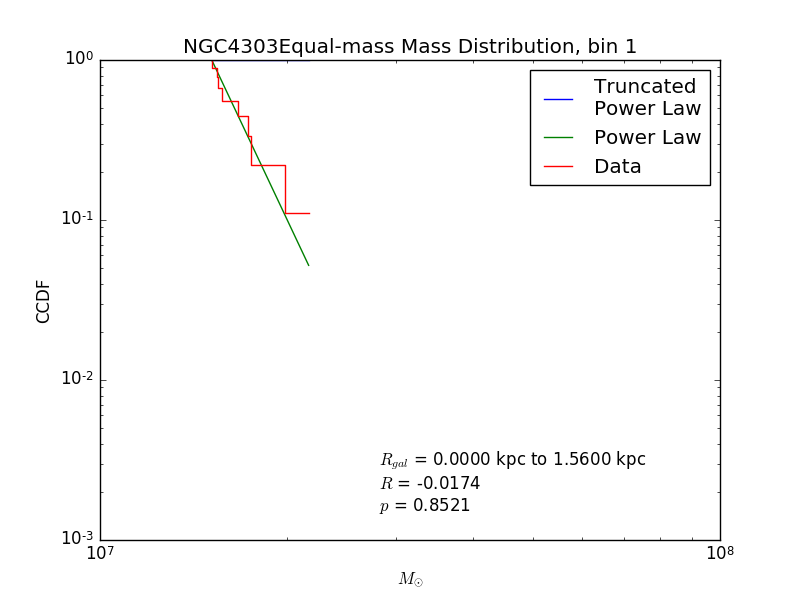 NGC4303Equal-mass Mass Distribution, bin 1
10⁰
10⁻¹
10⁻²
10⁻³
CCDF
Truncated
Power Law
Power Law
Data
R_gal = 0.0000 kpc to 1.5600 kpc
R = -0.0174
p = 0.8521
10⁷
10⁸
M_⊙